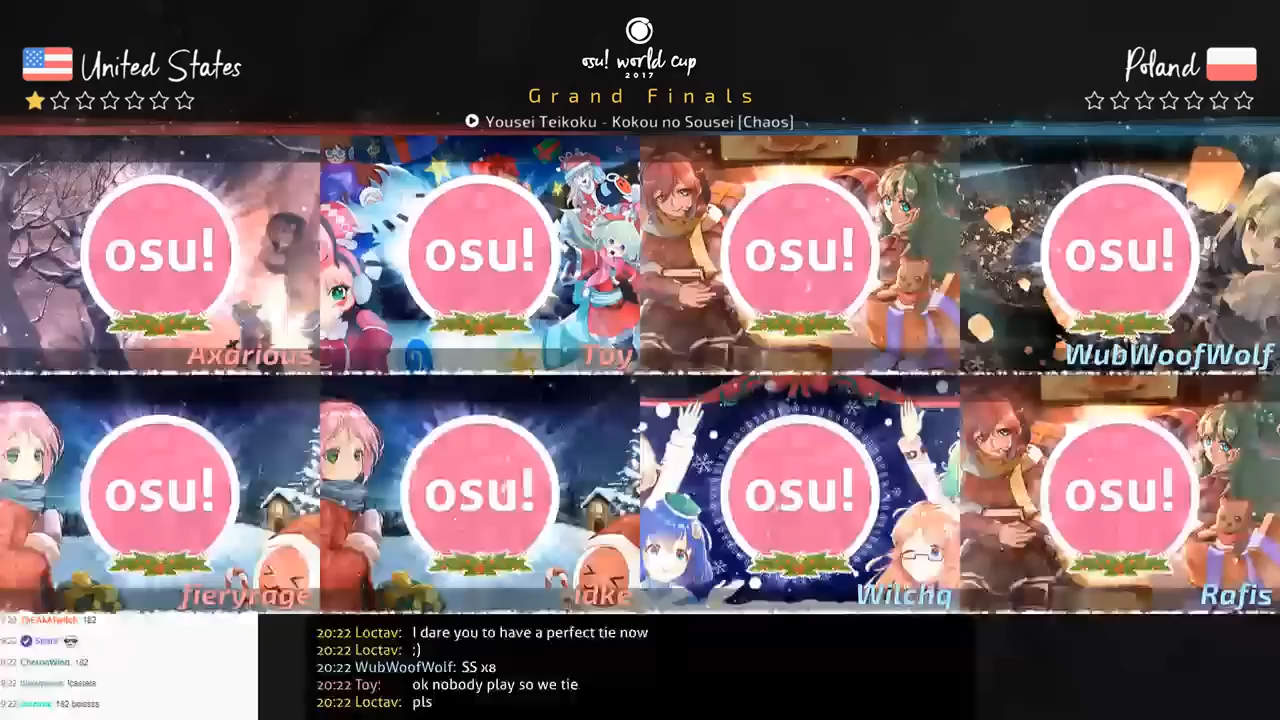 United States
osu! world cup
2017
Poland
Grand Finals
Yousei Teikoku - Kokou no Sousei [Chaos]
osu!
osu!
osu!
osu!
Axarious
Toy
WubWoofWolf
osu!
osu!
osu!
osu!
fieryrage
idke
Wilchq
Rafis
182
182
182
20:22 Loctav: I dare you to have a perfect tie now
20:22 Loctav: ;)
20:22 WubWoofWolf: SS x8
20:22 Toy: ok nobody play so we tie
20:22 Loctav: pls